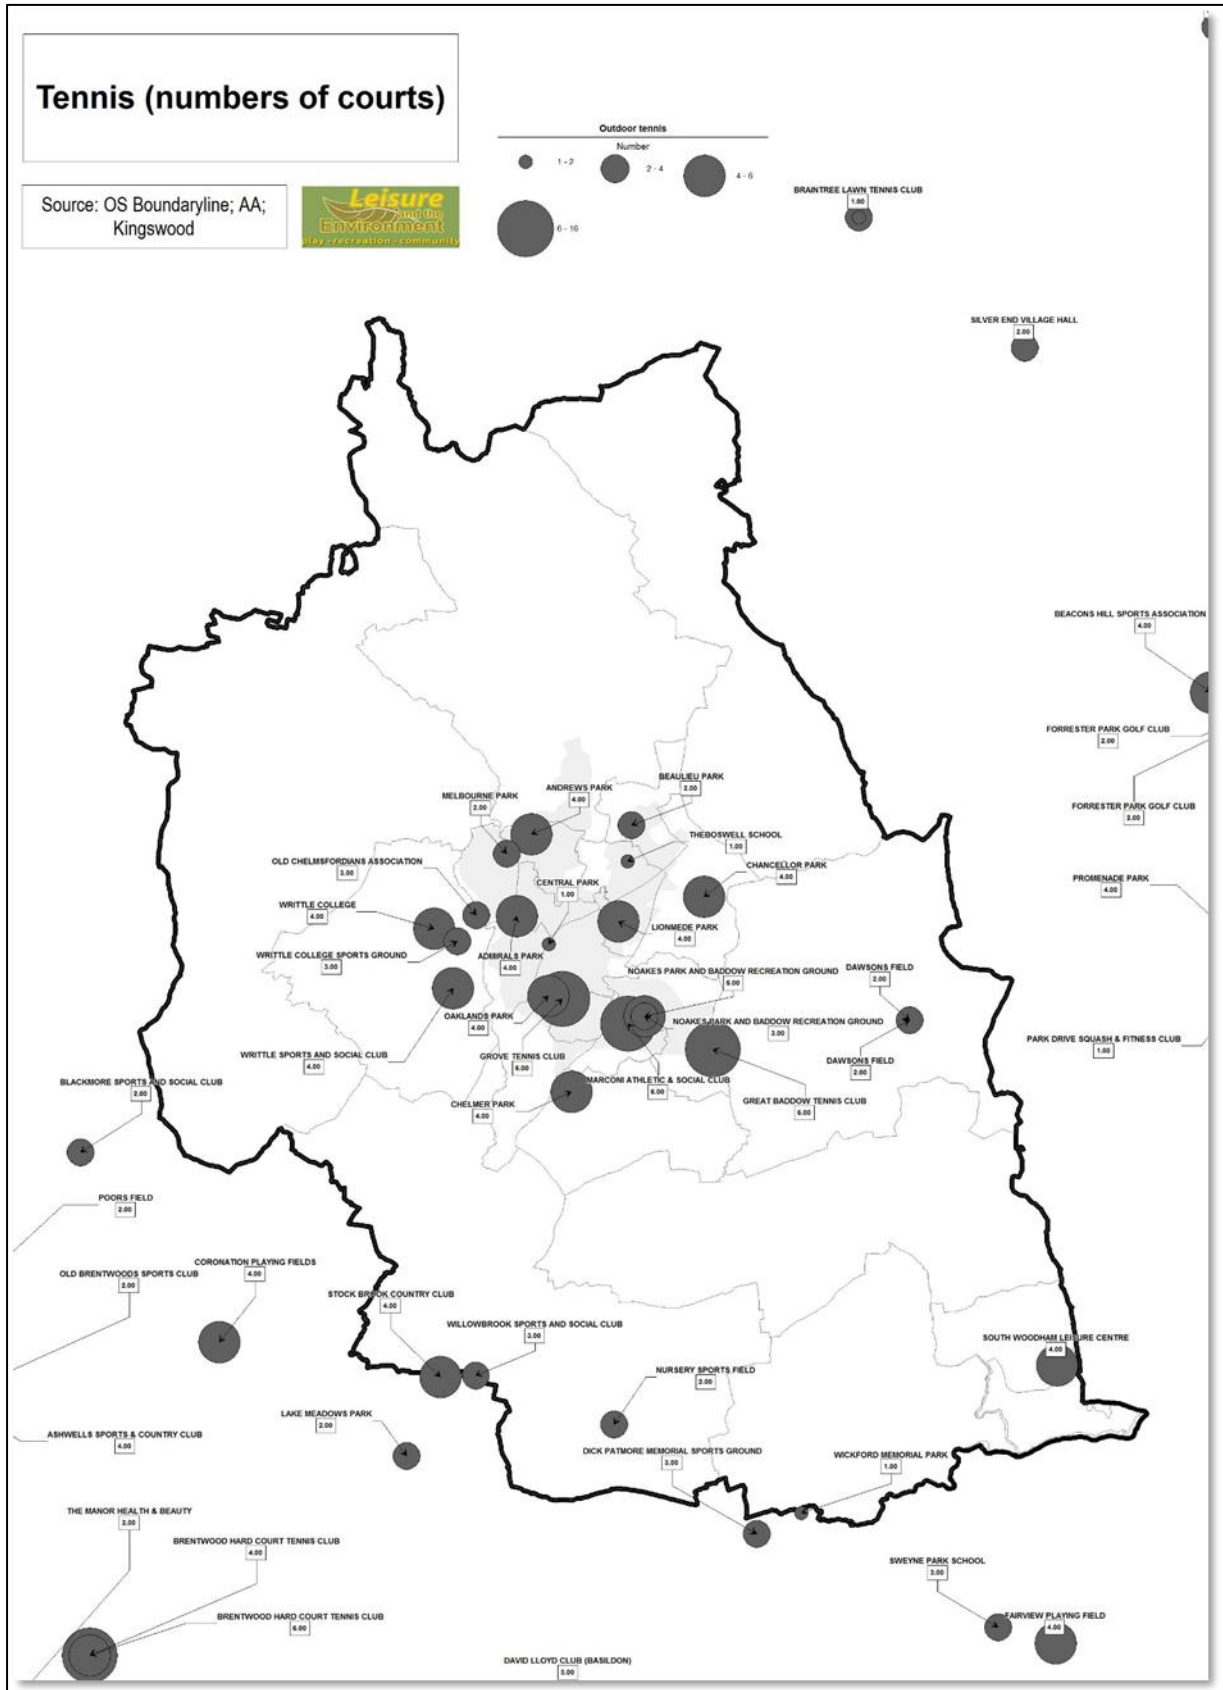 Tennis (numbers of courts)
Source: OS Boundaryline; AA;
Kingswood
Leisure
and the
Environment
play - recreation - community
Outdoor tennis
Number
1 - 2
2 - 4
4 - 6
6 - 16
BRAINTREE LAWN TENNIS CLUB
1.00
SILVER END VILLAGE HALL
2.00
BEACONS HILL SPORTS ASSOCIATION
4.00
FORRESTER PARK GOLF CLUB
2.00
FORRESTER PARK GOLF CLUB
3.00
BEAULIEU PARK
2.00
ANDREWS PARK
4.00
MELBOURNE PARK
2.00
THEBOSWELL SCHOOL
1.00
OLD CHELMSFORDIANS ASSOCIATION
3.00
CHANCELLOR PARK
4.00
CENTRAL PARK
1.00
PROMENADE PARK
4.00
WRITTLE COLLEGE
4.00
LIONMEDE PARK
4.00
WRITTLE COLLEGE SPORTS GROUND
3.00
ADMIRALS PARK
4.00
NOAKES PARK AND BADDOW RECREATION GROUND
6.00
DAWSONS FIELD
2.00
OAKLANDS PARK
4.00
NOAKES PARK AND BADDOW RECREATION GROUND
3.00
PARK DRIVE SQUASH & FITNESS CLUB
1.00
WRITTLE SPORTS AND SOCIAL CLUB
4.00
GROVE TENNIS CLUB
6.00
DAWSONS FIELD
2.00
BLACKMORE SPORTS AND SOCIAL CLUB
2.00
MARCONI ATHLETIC & SOCIAL CLUB
6.00
CHELMER PARK
4.00
GREAT BADDOW TENNIS CLUB
6.00
POORS FIELD
2.00
CORONATION PLAYING FIELDS
4.00
OLD BRENTWOODS SPORTS CLUB
2.00
STOCK BROOK COUNTRY CLUB
4.00
WILLOWBROOK SPORTS AND SOCIAL CLUB
3.00
SOUTH WOODHAM LEISURE CENTRE
4.00
NURSERY SPORTS FIELD
2.00
LAKE MEADOWS PARK
2.00
ASHWELLS SPORTS & COUNTRY CLUB
4.00
DICK PATMORE MEMORIAL SPORTS GROUND
3.00
WICKFORD MEMORIAL PARK
1.00
THE MANOR HEALTH & BEAUTY
2.00
BRENTWOOD HARD COURT TENNIS CLUB
4.00
SWEYNE PARK SCHOOL
3.00
BRENTWOOD HARD COURT TENNIS CLUB
6.00
FAIRVIEW PLAYING FIELD
4.00
DAVID LLOYD CLUB (BASILDON)
3.00